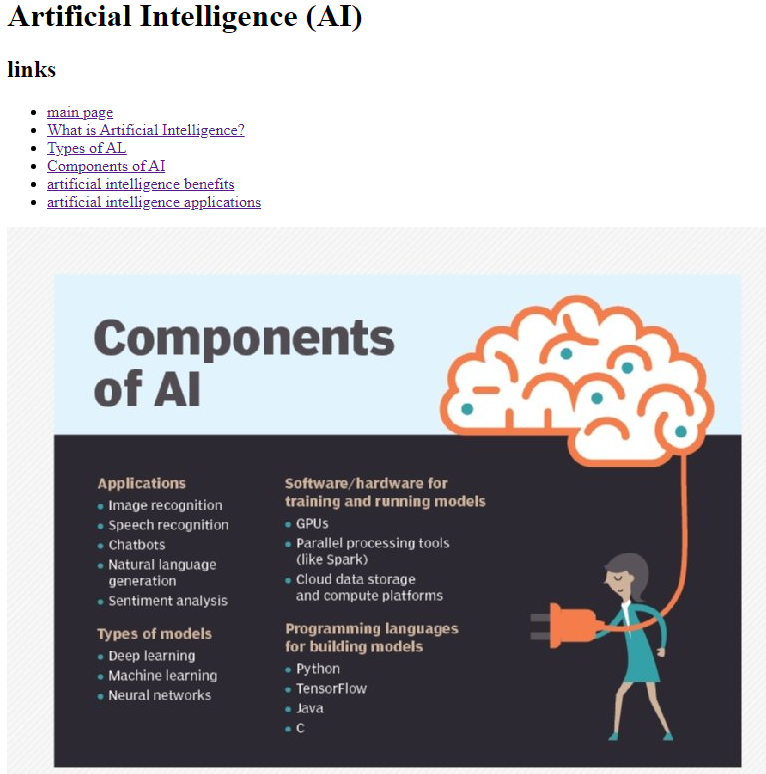 Artificial Intelligence (AI)
links
main page
What is Artificial Intelligence?
Types of AL
Components of AI
artificial intelligence benefits
artificial intelligence applications
Components
of AI
Applications
Image recognition
Speech recognition
Chatbots
Natural language
generation
Sentiment analysis
Types of models
Deep learning
Machine learning
Neural networks
Software/hardware for
training and running models
GPUs
Parallel processing tools
(like Spark)
Cloud data storage
and compute platforms
Programming languages
for building models
Python
TensorFlow
Java
C